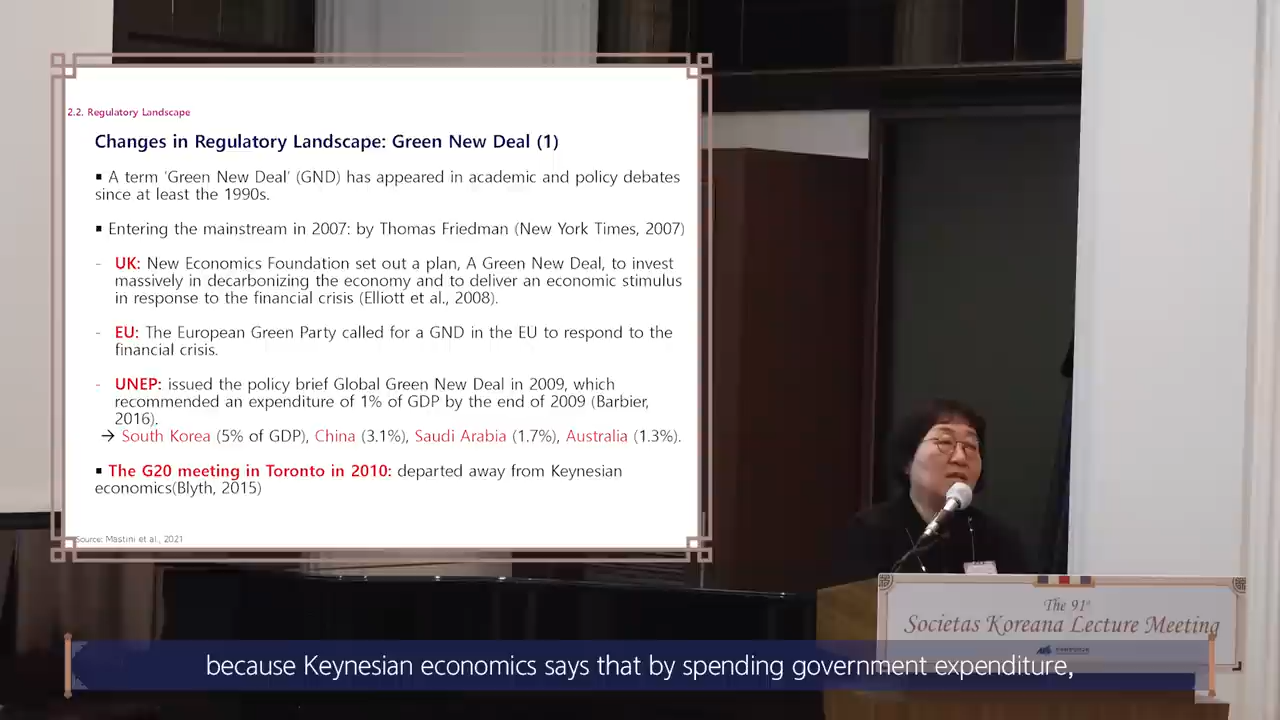 2.2. Regulatory Landscape
Changes in Regulatory Landscape: Green New Deal (1)
▪ A term 'Green New Deal' (GND) has appeared in academic and policy debates
since at least the 1990s.
▪ Entering the mainstream in 2007: by Thomas Friedman (New York Times, 2007)
- UK: New Economics Foundation set out a plan, A Green New Deal, to invest
massively in decarbonizing the economy and to deliver an economic stimulus
in response to the financial crisis (Elliott et al., 2008).
- EU: The European Green Party called for a GND in the EU to respond to the
financial crisis.
- UNEP: issued the policy brief Global Green New Deal in 2009, which
recommended an expenditure of 1% of GDP by the end of 2009 (Barbier,
2016).
→ South Korea (5% of GDP), China (3.1%), Saudi Arabia (1.7%), Australia (1.3%).
▪ The G20 meeting in Toronto in 2010: departed away from Keynesian
economics(Blyth, 2015)
Source: Mastini et al., 2021
The 91st
Societas Koreana Lecture Meeting
because Keynesian economics says that by spending government expenditure,